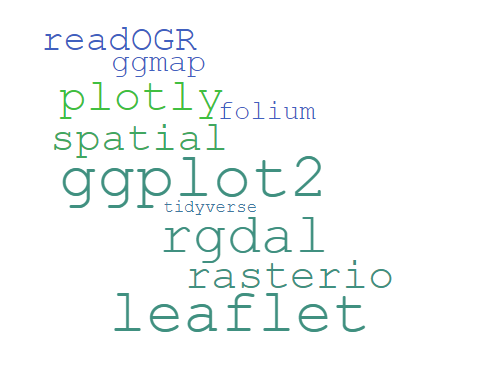 readOGR
ggmap
plotly
folium
spatial
ggplot2
tidyverse
rgdal
rasterio
leaflet